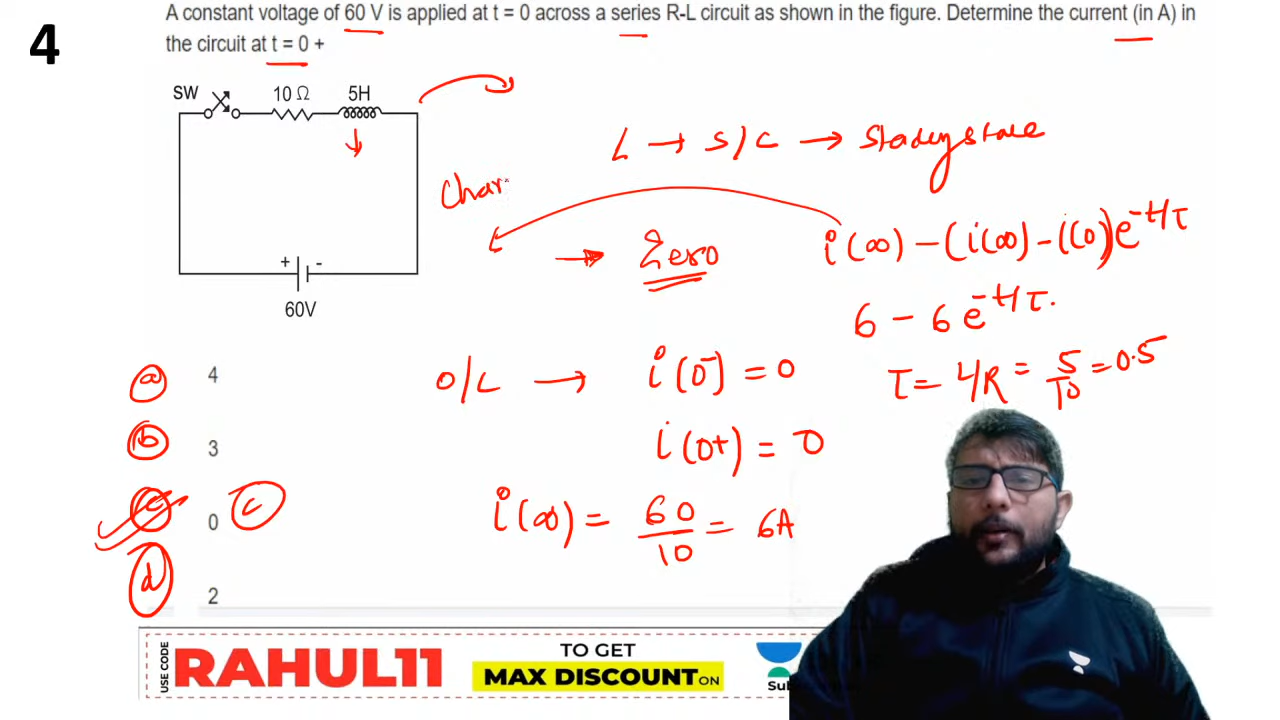 4
A constant voltage of 60 V is applied at t = 0 across a series R-L circuit as shown in the figure. Determine the current (in A) in
the circuit at t = 0 +
SW
10 Ω
5H
L → S/C → Steady state
Char
Zero
i(∞) − (i(∞) − i(0)) e^-t/τ
6 − 6 e^-t/τ.
+ -
60V
a 4
O/C → i(0⁻) = 0
τ = L/R = 5/10 = 0.5
b 3
i(0+) = 0
c 0 c
i(∞) = 60/10 = 6A
d 2
USE CODE
RAHUL11
TO GET
MAX DISCOUNT ON